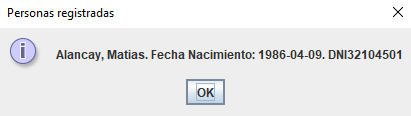 Personas registradas
Alancay, Matias. Fecha Nacimiento: 1986-04-09. DNI32104501
OK